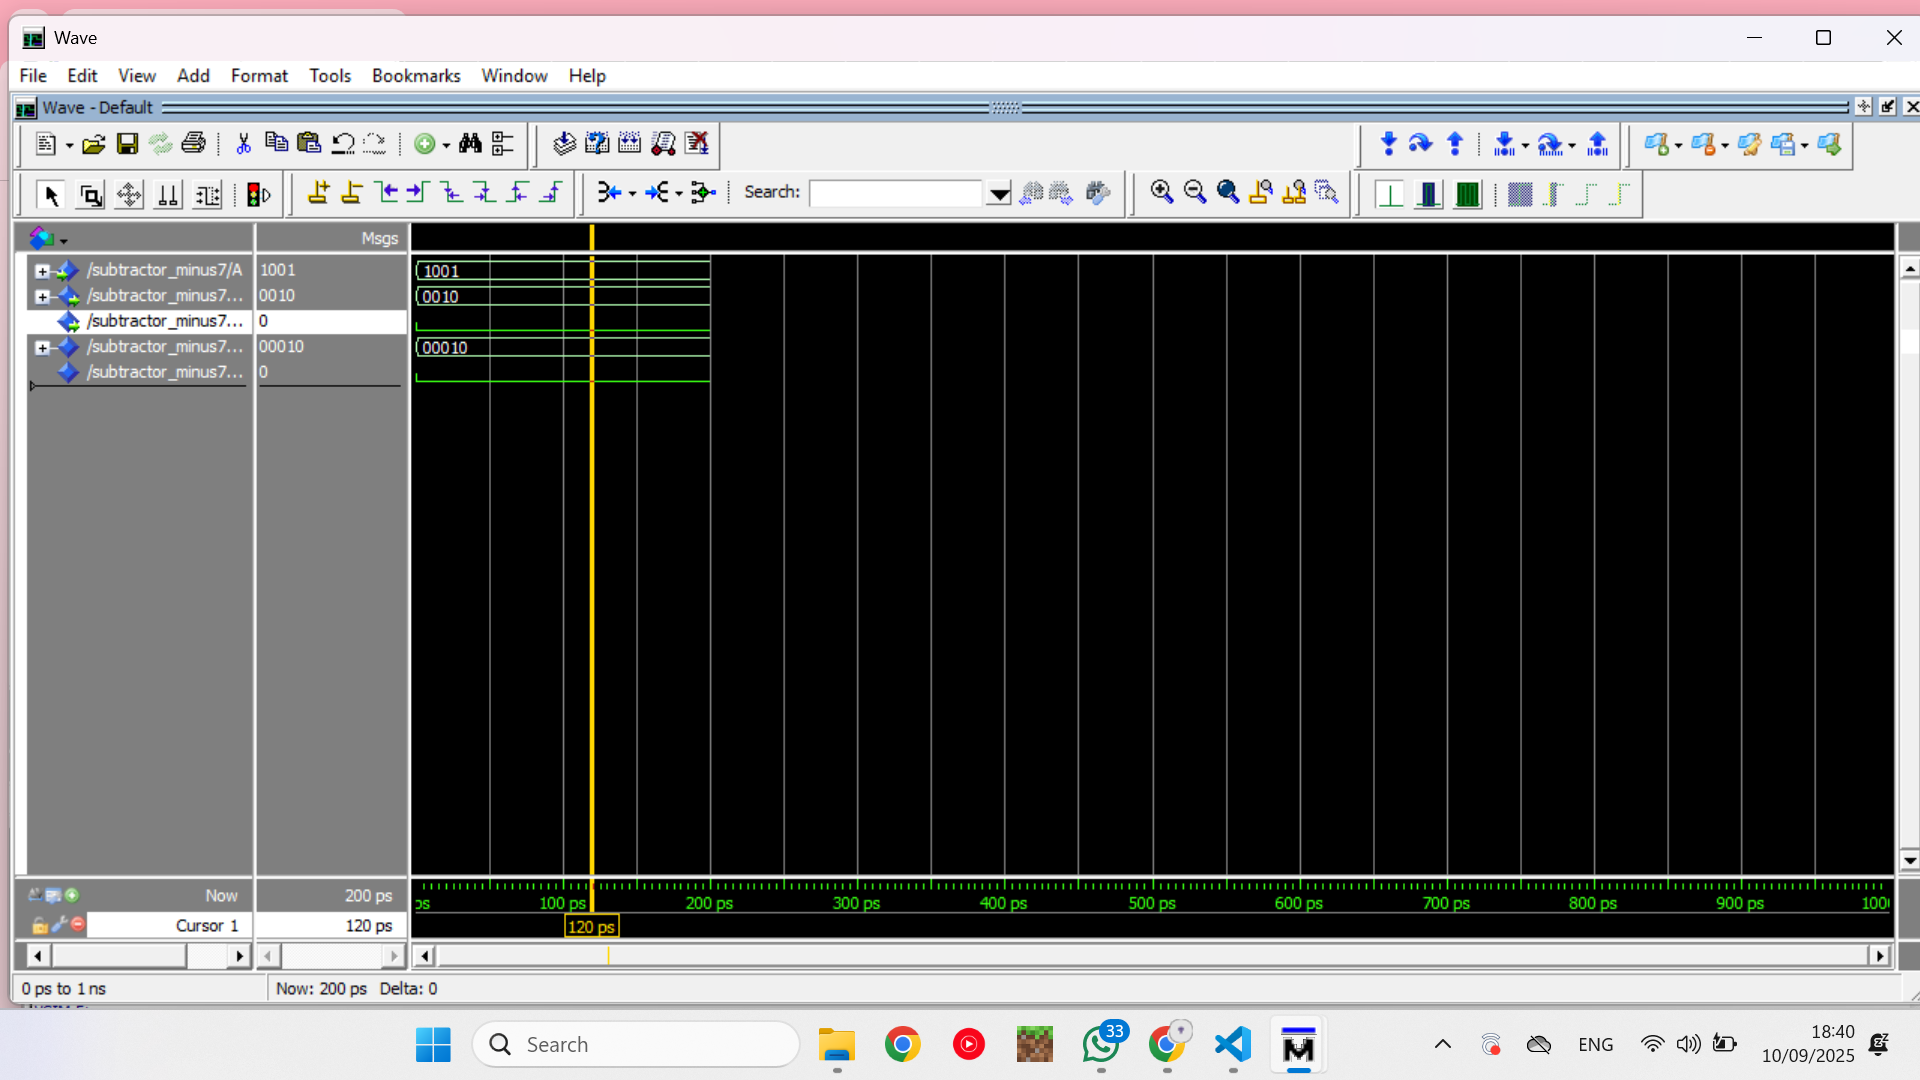 Wave
File Edit View Add Format Tools Bookmarks Window Help
Wave - Default
Search:
Msgs
/subtractor_minus7/A 1001 1001
/subtractor_minus7... 0010 0010
/subtractor_minus7... 0
/subtractor_minus7... 00010 00010
/subtractor_minus7... 0
Now 200 ps
ps 100 ps 200 ps 300 ps 400 ps 500 ps 600 ps 700 ps 800 ps 900 ps 1000
Cursor 1 120 ps 120 ps
0 ps to 1 ns Now: 200 ps Delta: 0
Search 33 ENG 18:40
10/09/2025